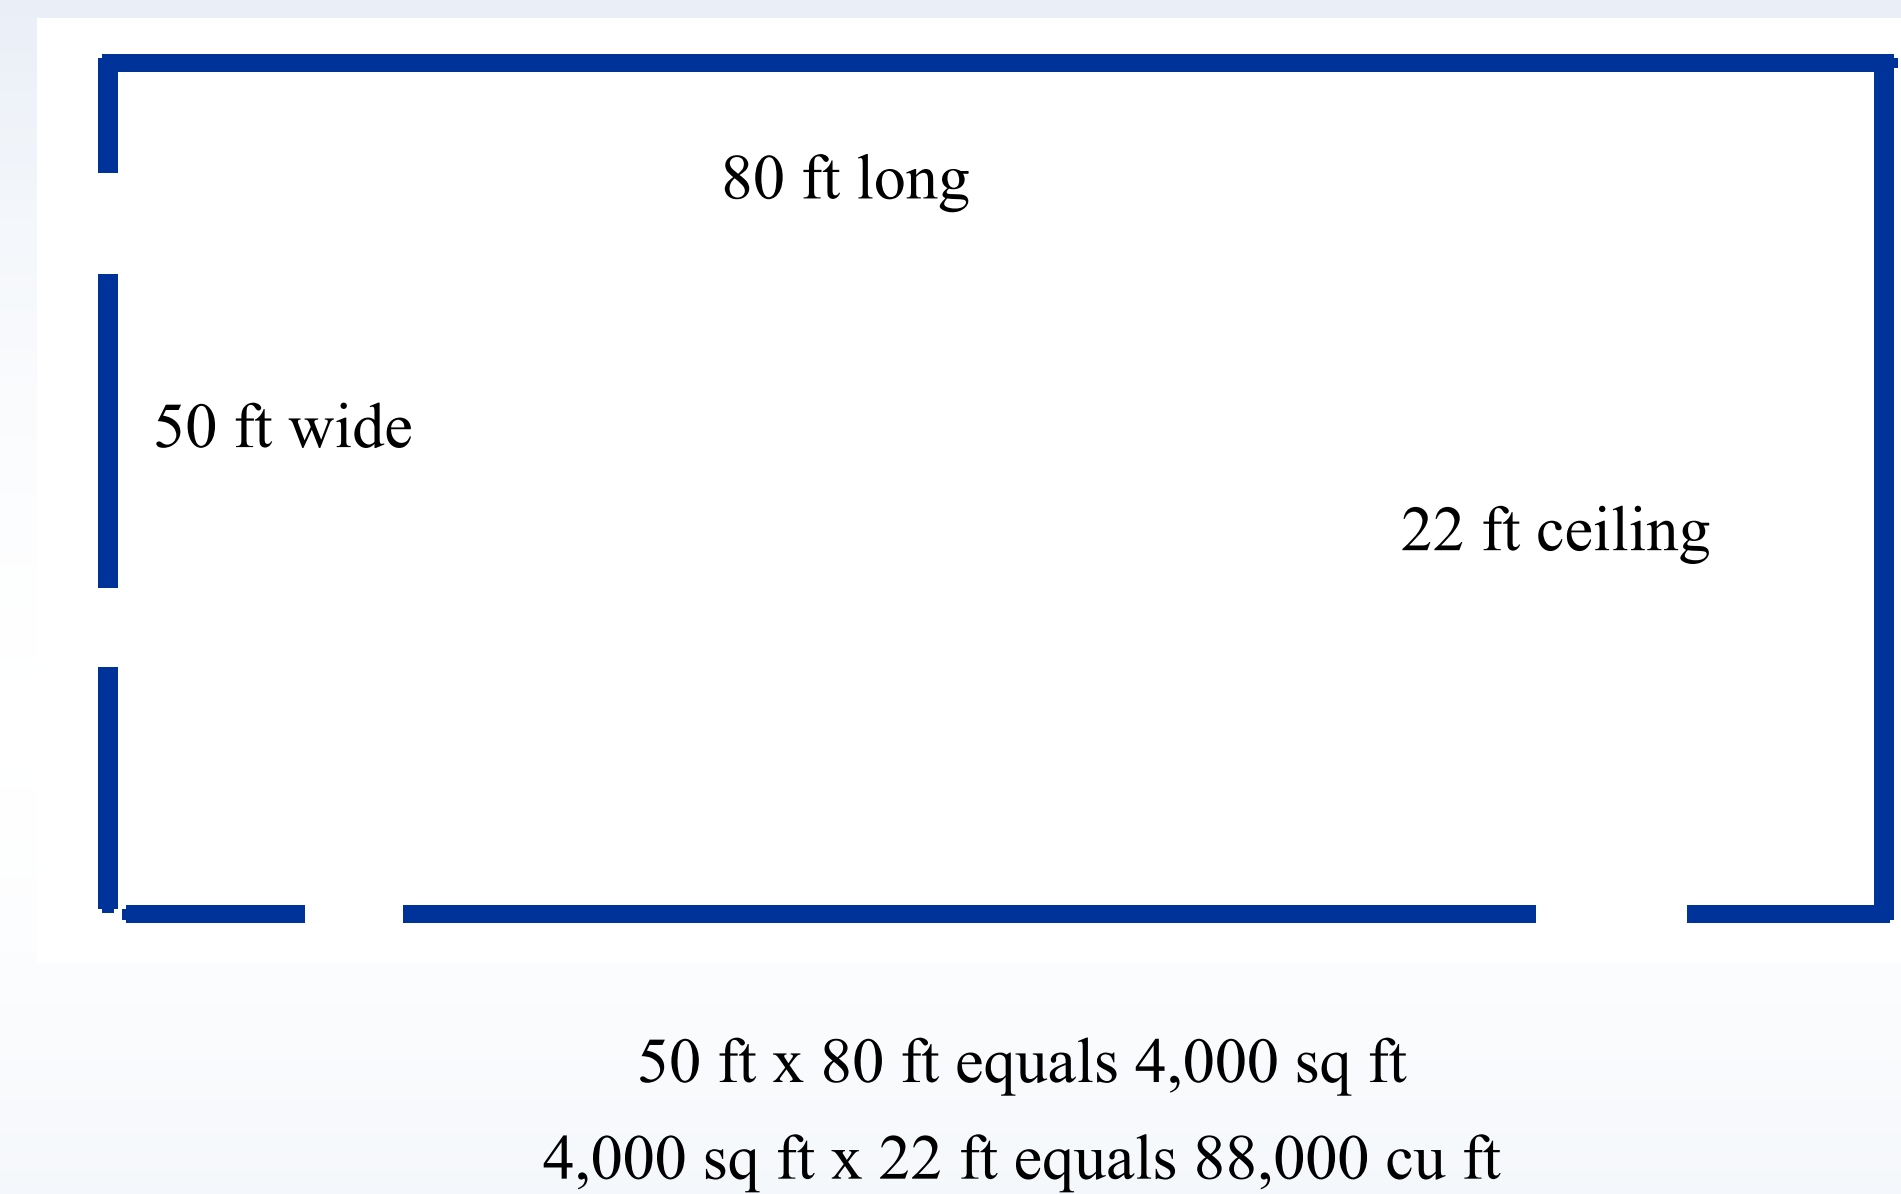 80 ft long
50 ft wide
22 ft ceiling
50 ft x 80 ft equals 4,000 sq ft
4,000 sq ft x 22 ft equals 88,000 cu ft